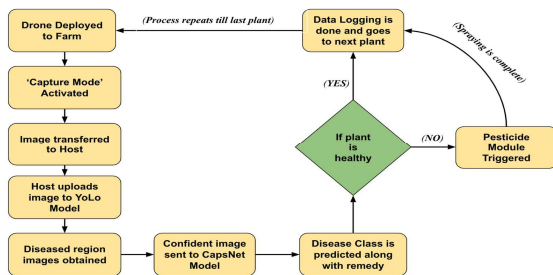 Drone Deployed
to Farm
(Process repeats till last plant)
Data Logging is
done and goes
to next plant
(Spraying is complete)
'Capture Mode'
Activated
(YES)
Image transferred
to Host
If plant
is
healthy
(NO)
Pesticide
Module
Triggered
Host uploads
image to YoLo
Model
Diseased region
images obtained
Confident image
sent to CapsNet
Model
Disease Class is
predicted along
with remedy